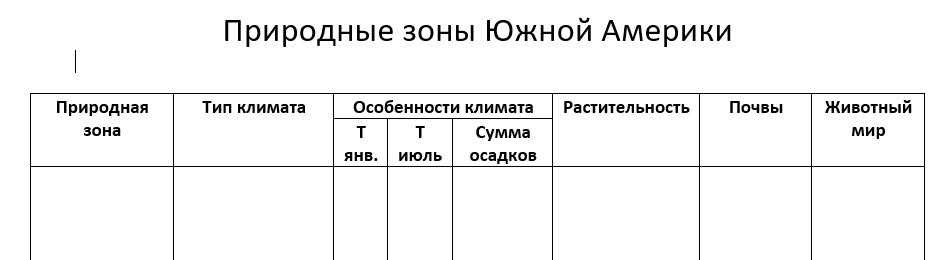 Природные зоны Южной Америки
Природная зона
Тип климата
Особенности климата
Т янв.
Т июль
Сумма осадков
Растительность
Почвы
Животный мир